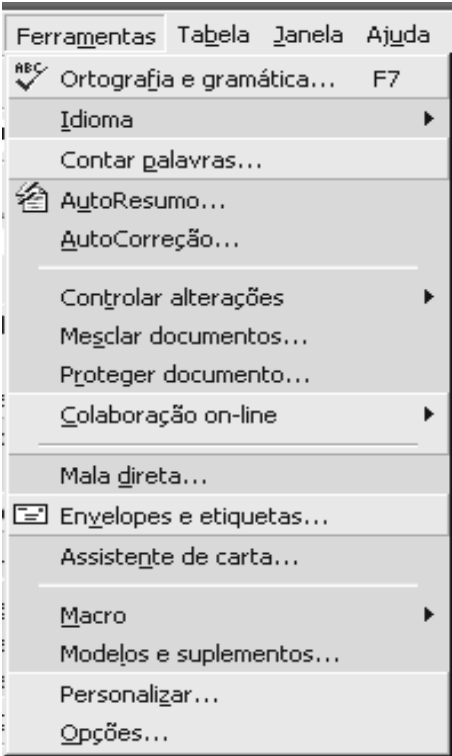 Ferramentas Tabela Janela Ajuda
ABC Ortografia e gramática... F7
Idioma
Contar palavras...
AutoResumo...
AutoCorreção...
Controlar alterações
Mesclar documentos...
Proteger documento...
Colaboração on-line
Mala direta...
Envelopes e etiquetas...
Assistente de carta...
Macro
Modelos e suplementos...
Personalizar...
Opções...